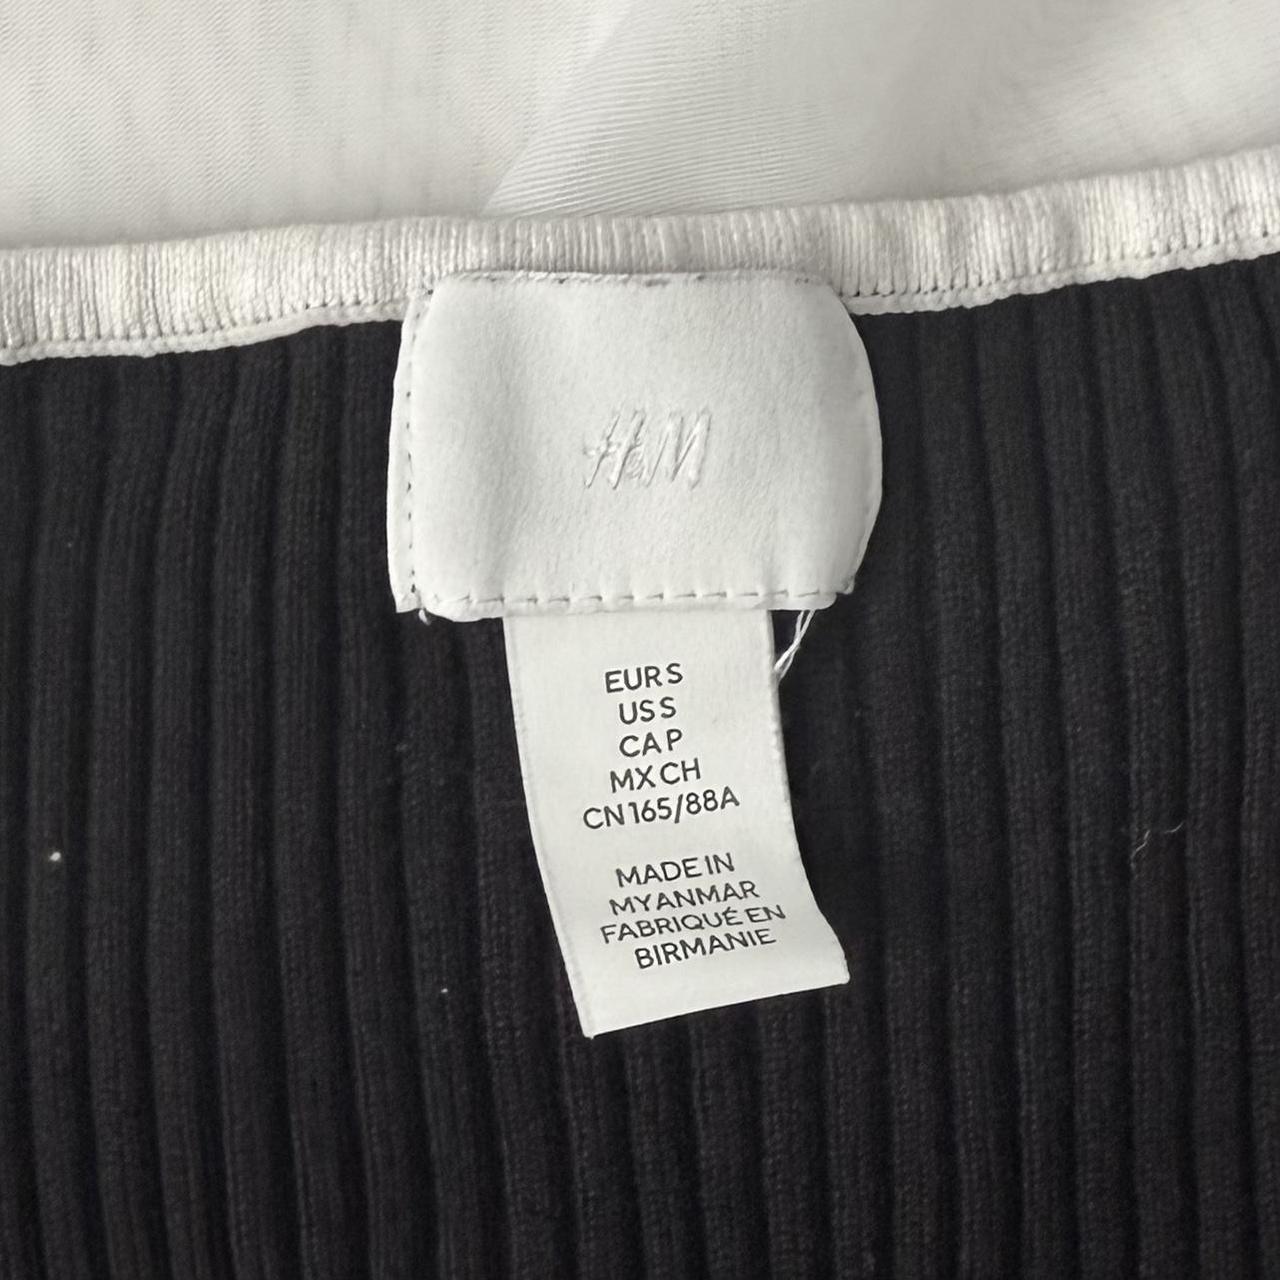 H&M
EUR S
US S
CA P
MX CH
CN 165/88A
MADE IN
MYANMAR
FABRIQUÉ EN
BIRMANIE